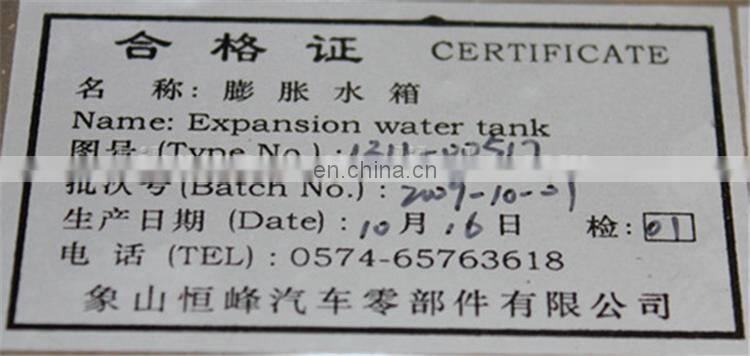 合格证 CERTIFICATE
名 称: 膨胀水箱
Name: Expansion water tank
图号 (Type No.) :
en.china.cn
批次号(Batch No.) : 2009-10-01
生产日期 (Date) : 10月16日 检: 01
电 话 (TEL) : 0574-65763618
象山恒峰汽车零部件有限公司